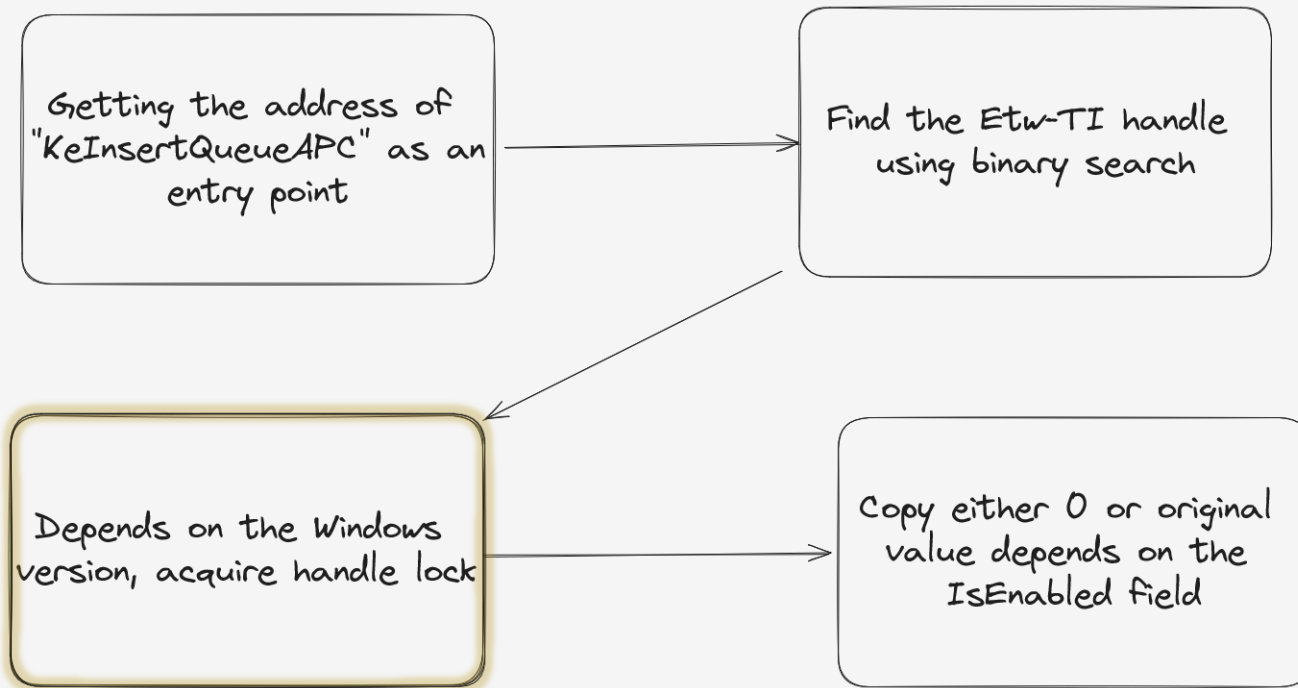 Getting the address of
"KeInsertQueueAPC" as an
entry point
Find the Etw-TI handle
using binary search
Depends on the Windows
version, acquire handle lock
Copy either 0 or original
value depends on the
IsEnabled field